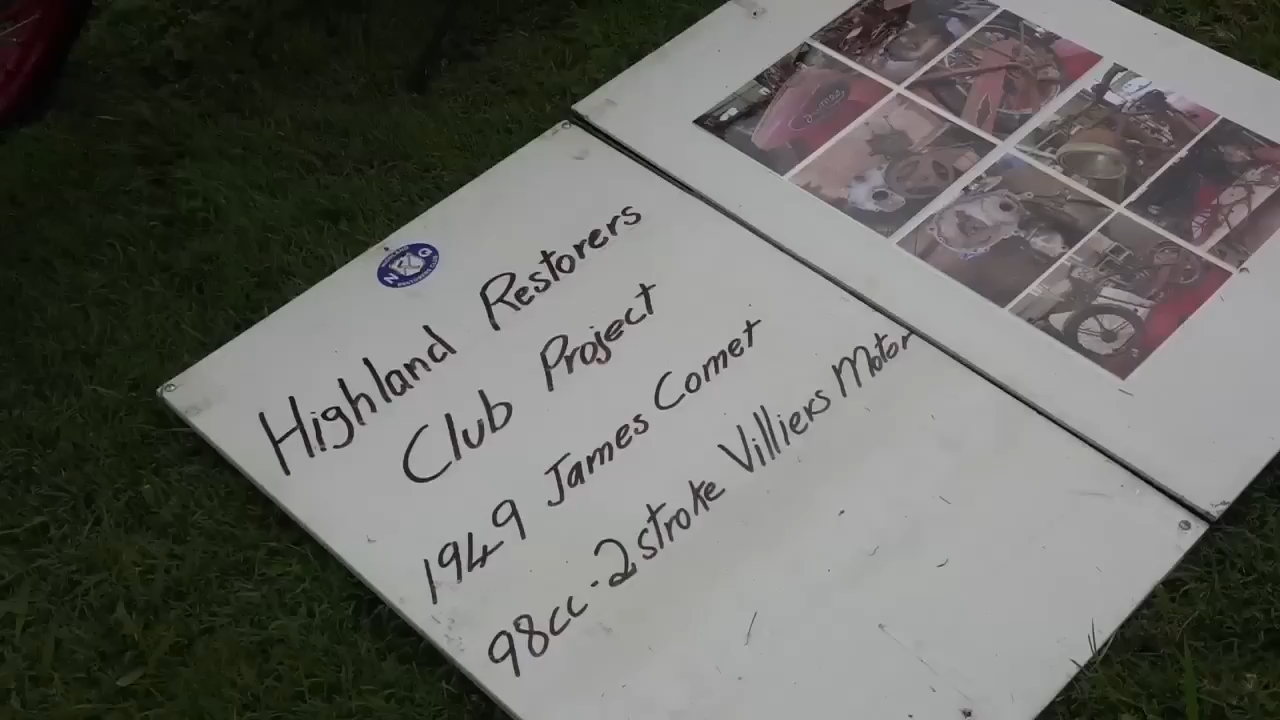 Highland Restorers
Club Project
1949 James Comet
98cc-2stroke Villiers Motor